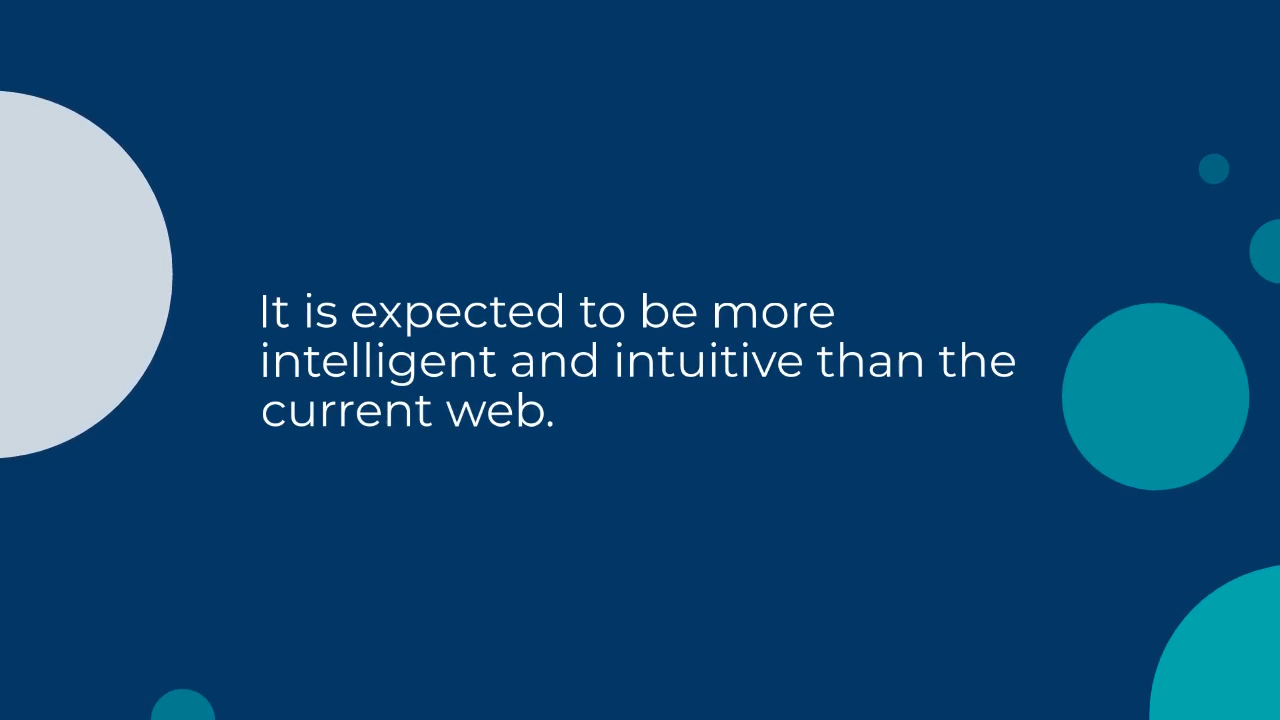 It is expected to be more
intelligent and intuitive than the
current web.